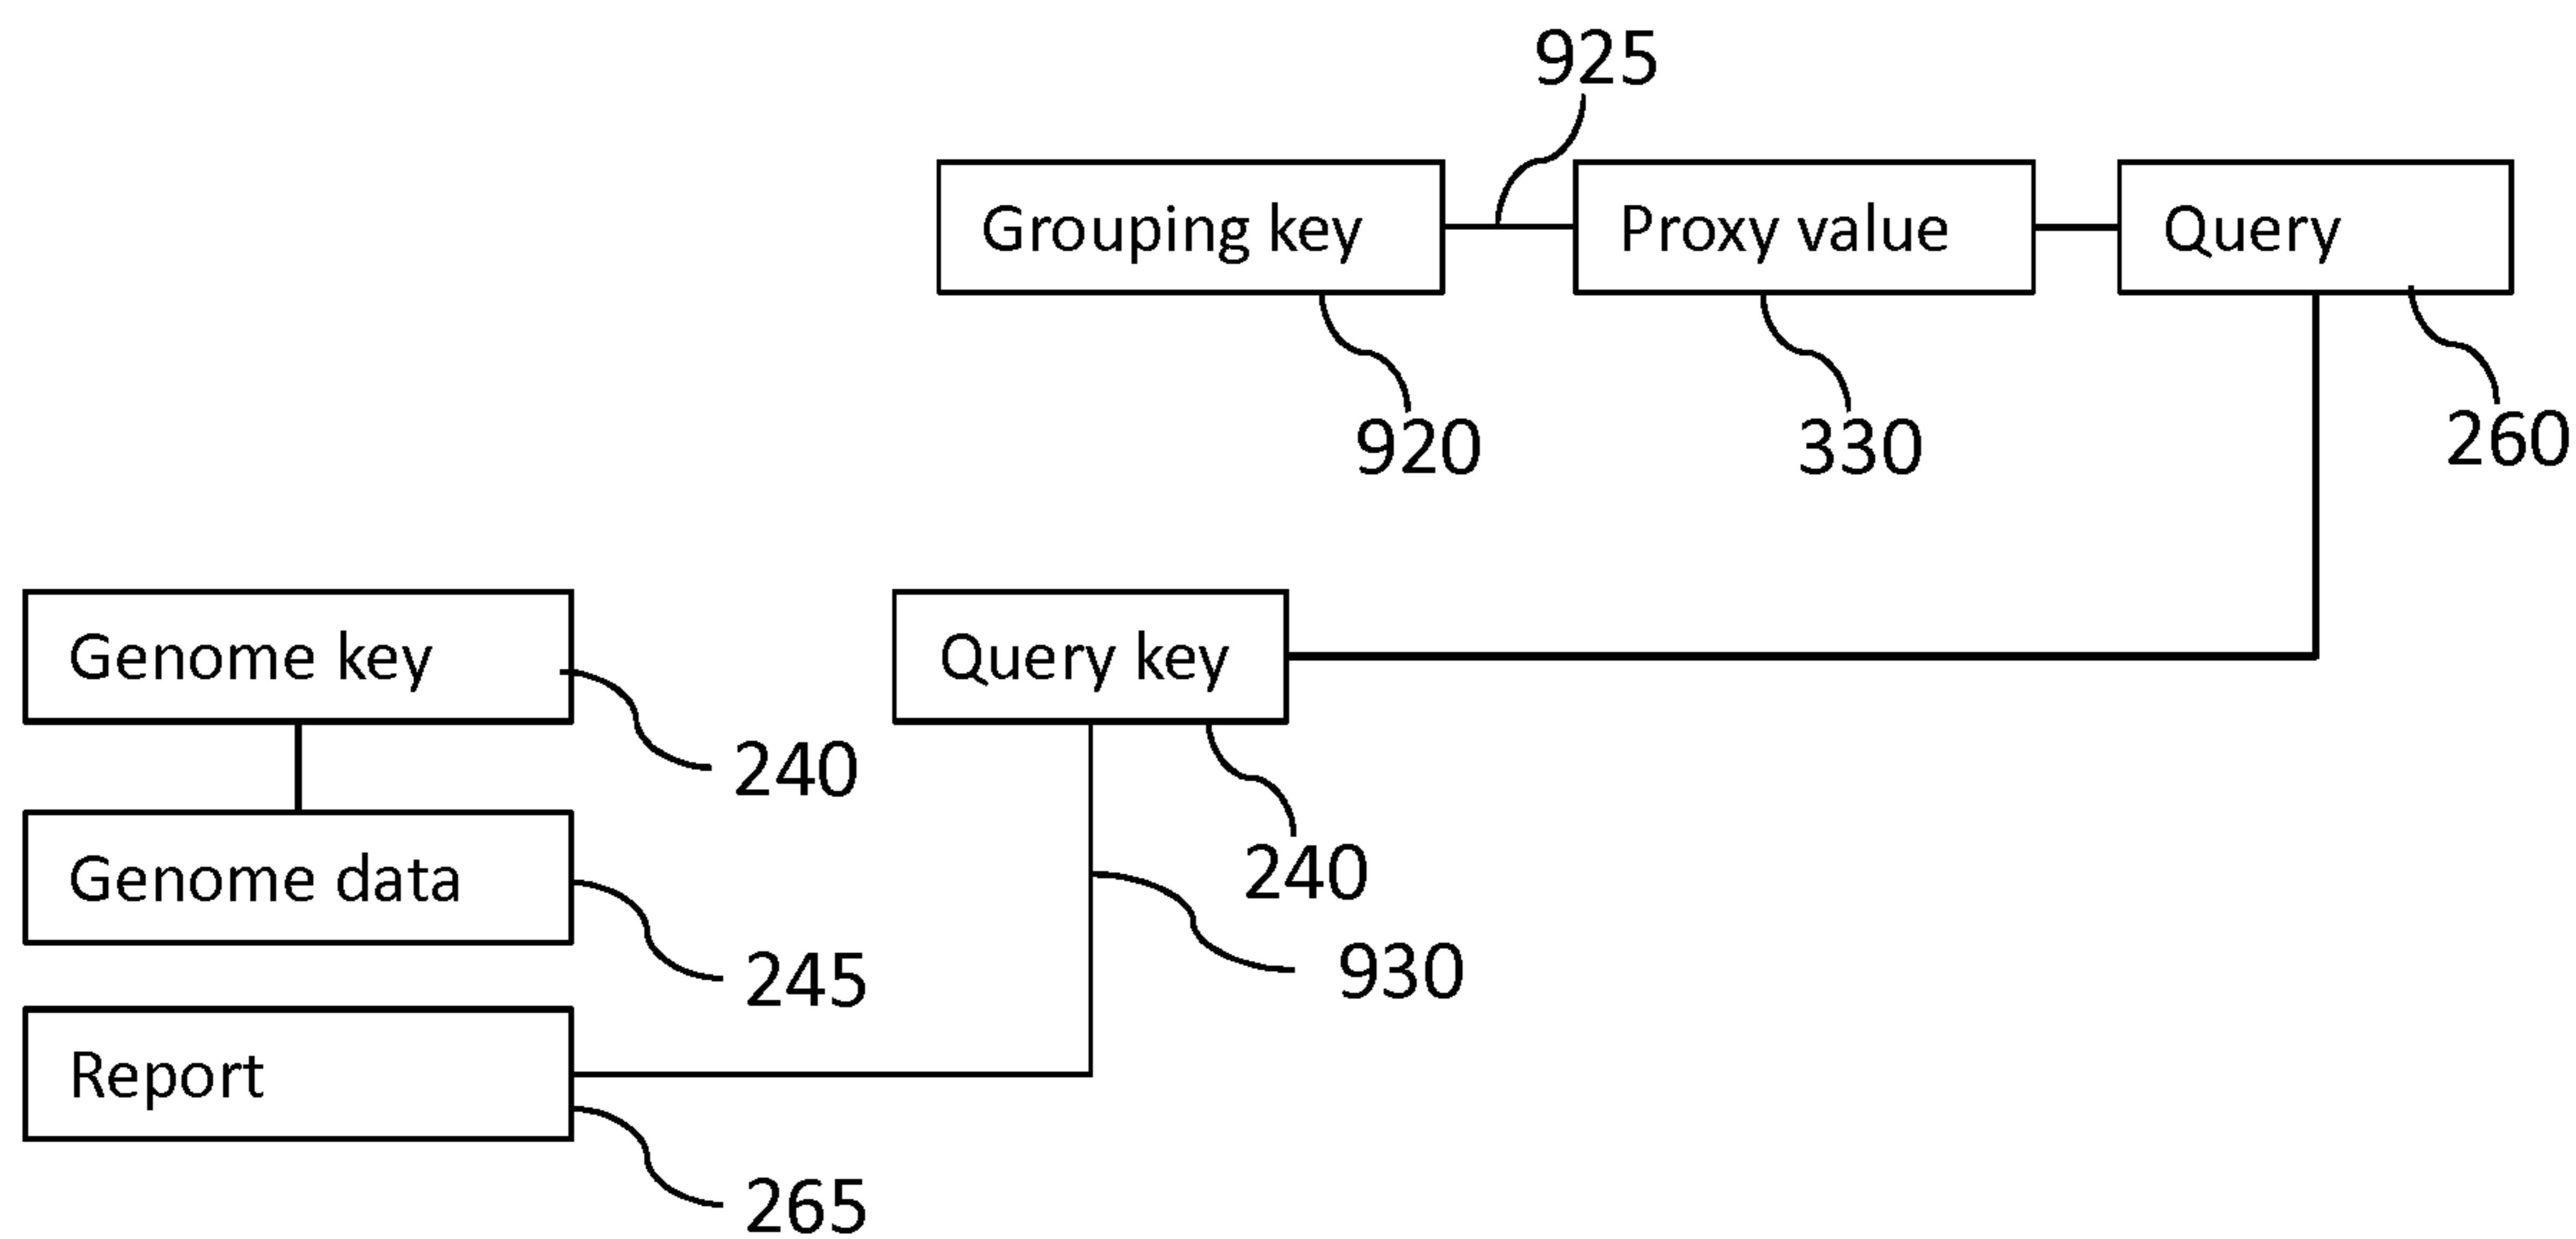 925
Grouping key
Proxy value
Query
920
330
260
Genome key
Query key
240
Genome data
240
245
930
Report
265